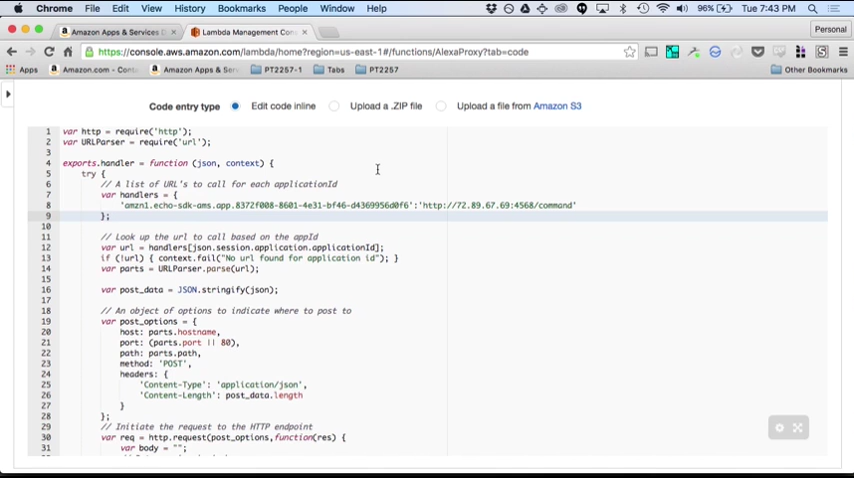 Chrome File Edit View History Bookmarks People Window Help 96% Tue 7:43 PM
Amazon Apps & Services D
Lambda Management Con
Personal
https://console.aws.amazon.com/lambda/home?region=us-east-1#/functions/AlexaProxy?tab=code
Apps Amazon.com - Cont Amazon Apps & Serv PT2257-1 Tabs PT2257 Other Bookmarks
Code entry type Edit code inline Upload a .ZIP file Upload a file from Amazon S3
1 var http = require('http');
2 var URLParser = require('url');
3
4 exports.handler = function (json, context) {
5 try {
6 // A list of URL's to call for each applicationId
7 var handlers = {
8 'amzn1.echo-sdk-ams.app.8372f008-8601-4e31-bf46-d4369956d0f6':'http://72.89.67.69:4568/command'
9 };
10
11 // Look up the url to call based on the appId
12 var url = handlers[json.session.application.applicationId];
13 if (!url) { context.fail("No url found for application id"); }
14 var parts = URLParser.parse(url);
15
16 var post_data = JSON.stringify(json);
17
18 // An object of options to indicate where to post to
19 var post_options = {
20 host: parts.hostname,
21 port: (parts.port || 80),
22 path: parts.path,
23 method: 'POST',
24 headers: {
25 'Content-Type': 'application/json',
26 'Content-Length': post_data.length
27 }
28 };
29 // Initiate the request to the HTTP endpoint
30 var req = http.request(post_options,function(res) {
31 var body = "";